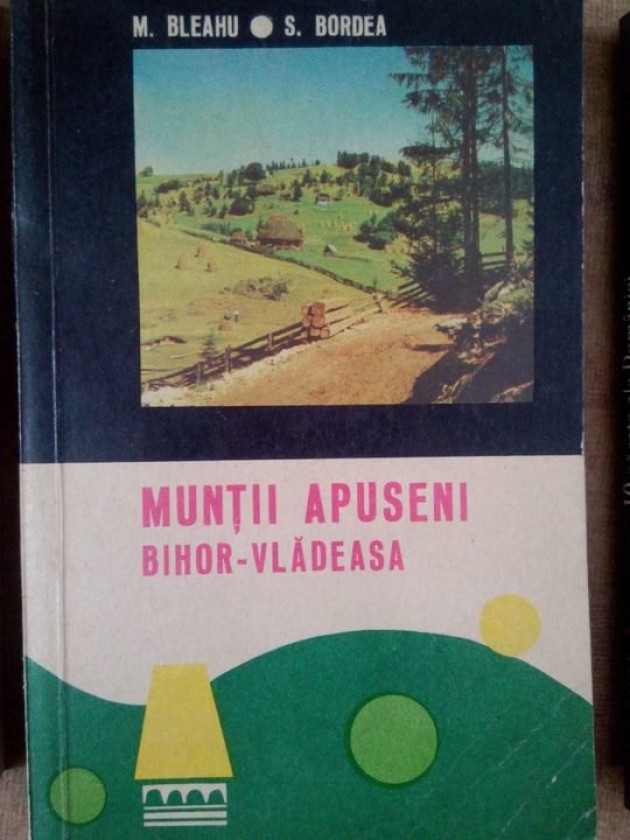 M. BLEAHU ● S. BORDEA
MUNȚII APUSENI
BIHOR-VLĂDEASA